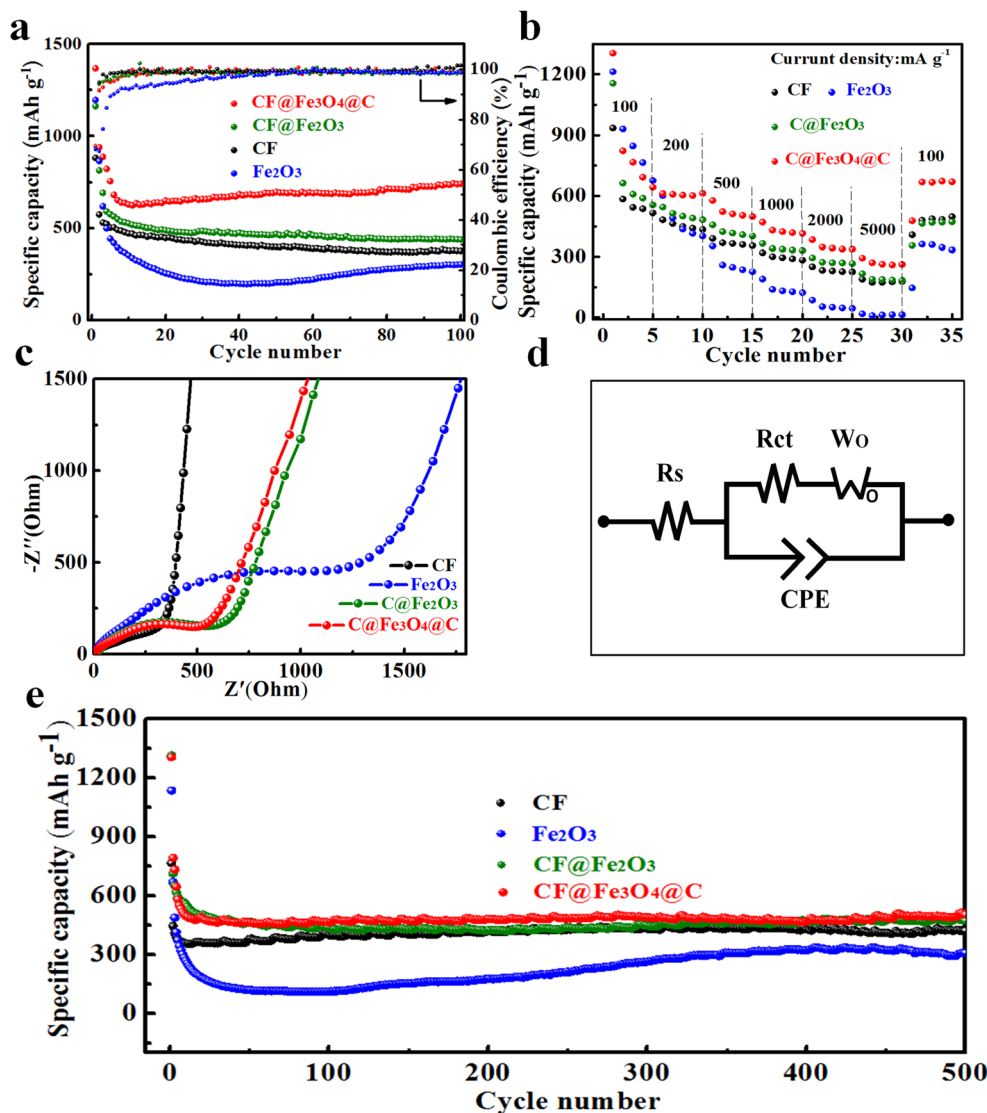 a
1500
1250
1000
750
500
250
0
Specific capacity (mAh g-1)
0
20
40
60
80
100
Cycle number
100
80
60
40
20
0
Coulombic efficiency (%)
CF@Fe3O4@C
CF@Fe2O3
CF
Fe2O3
b
1200
900
600
300
0
Specific capacity (mAh g-1)
Currunt density:mA g-1
CF
Fe2O3
C@Fe2O3
C@Fe3O4@C
100
200
500
1000
2000
5000
100
0
5
10
15
20
25
30
35
Cycle number
c
1500
1000
500
0
-Z''(Ohm)
500
1000
1500
Z'(Ohm)
CF
Fe2O3
C@Fe2O3
C@Fe3O4@C
d
Rs
Rct
WO
O
CPE
e
1500
1200
900
600
300
0
Specific capacity (mAh g-1)
CF
Fe2O3
CF@Fe2O3
CF@Fe3O4@C
0
100
200
300
400
500
Cycle number